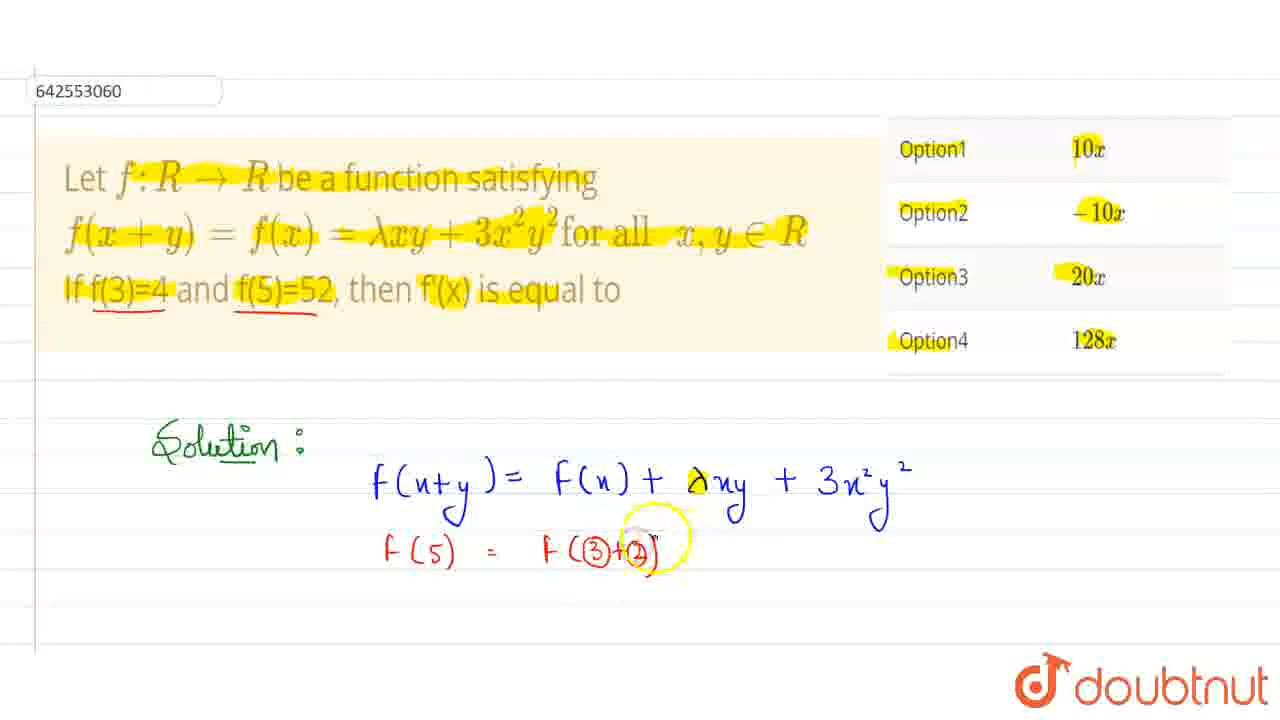 642553060
Let f : R → R be a function satisfying
f(x + y) = f(x) = λxy + 3x²y² for all x, y ∈ R
If f(3)=4 and f(5)=52, then f'(x) is equal to
Option1 10x
Option2 −10x
Option3 20x
Option4 128x
Solution :
f(x+y) = f(x) + λxy + 3x²y²
f(5) = f(3+2)
doubtnut